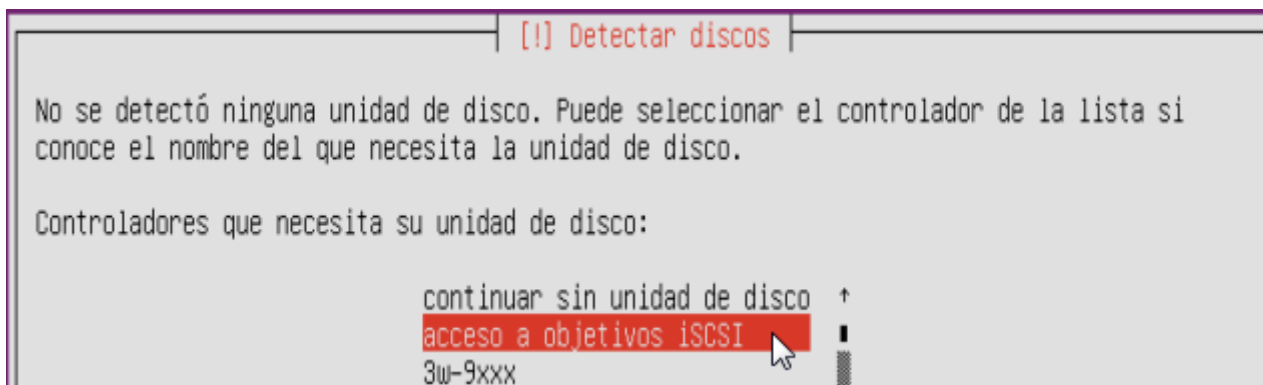 [!] Detectar discos
No se detectó ninguna unidad de disco. Puede seleccionar el controlador de la lista si
conoce el nombre del que necesita la unidad de disco.
Controladores que necesita su unidad de disco:
continuar sin unidad de disco
acceso a objetivos iSCSI
3w-9xxx